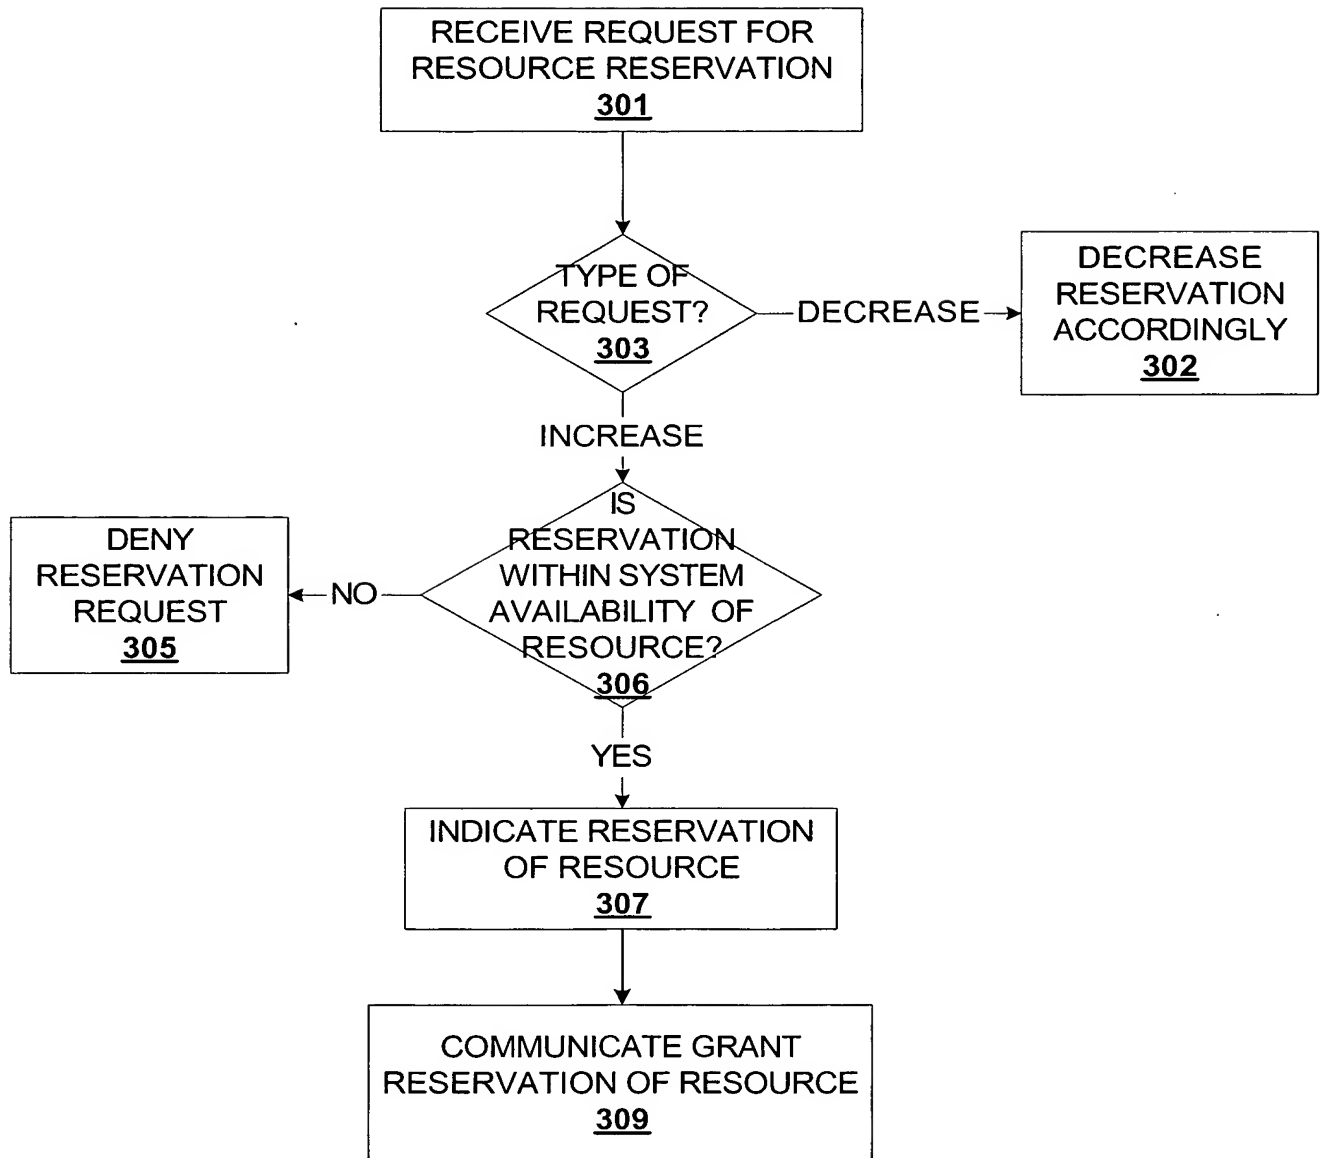 RECEIVE REQUEST FOR
RESOURCE RESERVATION
301
TYPE OF
REQUEST?
303
DECREASE
DECREASE
RESERVATION
ACCORDINGLY
302
INCREASE
IS
RESERVATION
WITHIN SYSTEM
AVAILABILITY OF
RESOURCE?
306
NO
DENY
RESERVATION
REQUEST
305
YES
INDICATE RESERVATION
OF RESOURCE
307
COMMUNICATE GRANT
RESERVATION OF RESOURCE
309